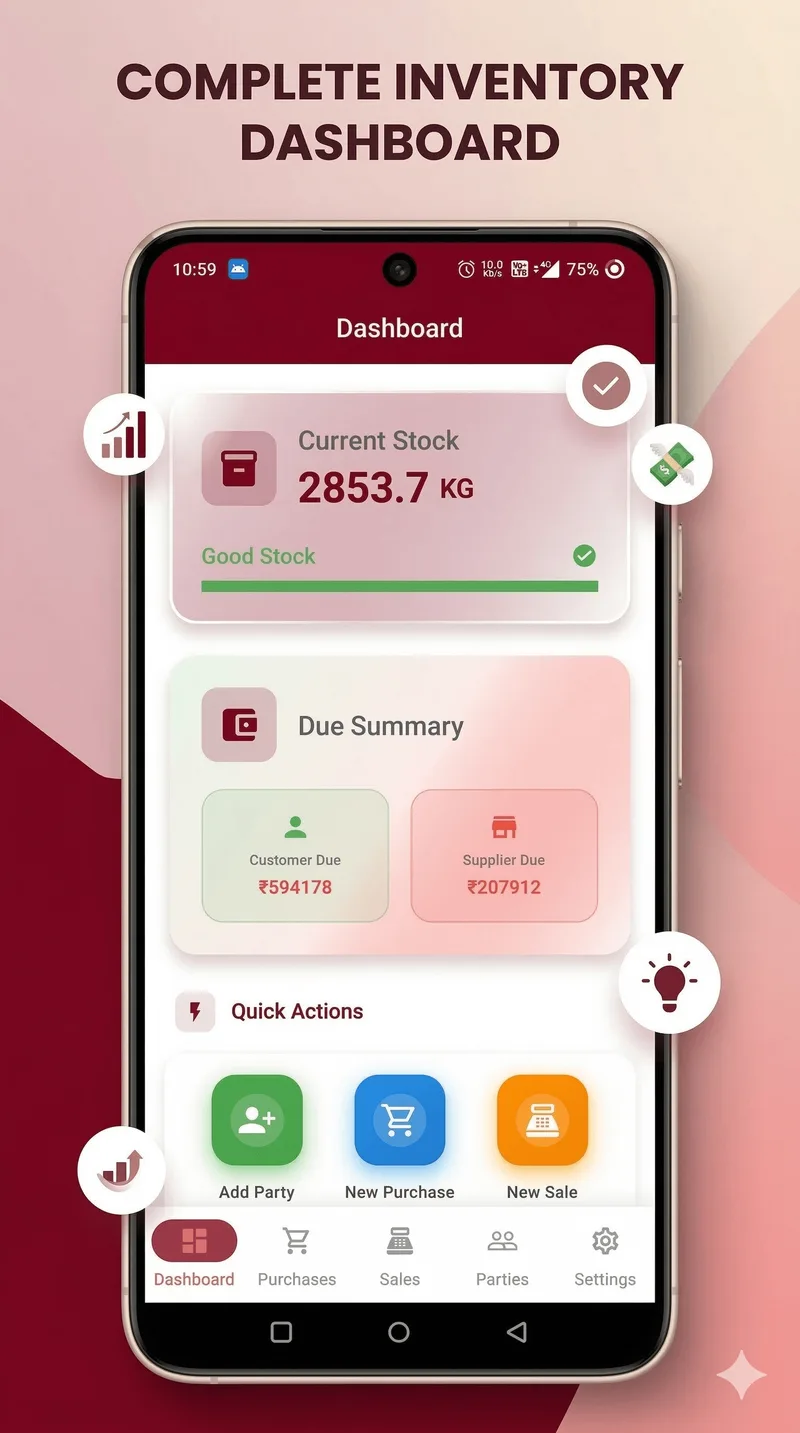 COMPLETE INVENTORY
DASHBOARD
10:59
10.0
Kb/s
4G
75%
Dashboard
Current Stock
2853.7 KG
Good Stock
Due Summary
Customer Due
₹594178
Supplier Due
₹207912
Quick Actions
Add Party
New Purchase
New Sale
Dashboard
Purchases
Sales
Parties
Settings